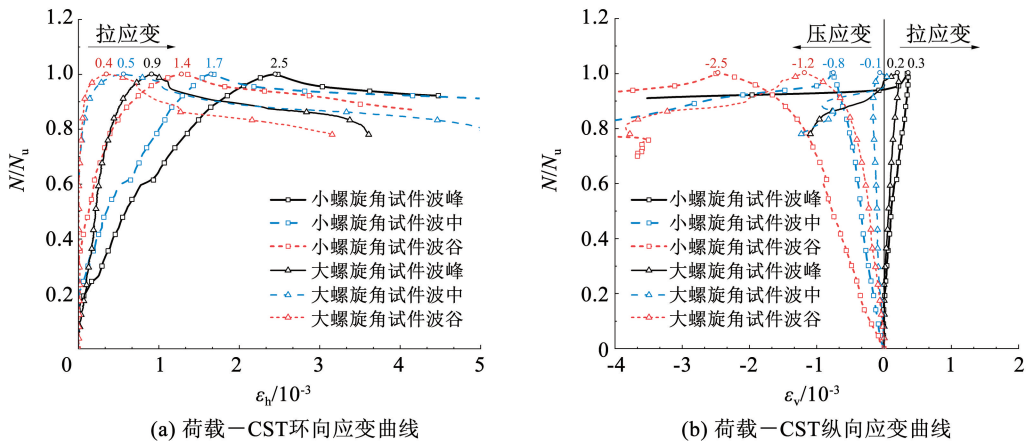 拉应变
0.4 0.5 0.9 1.4 1.7 2.5
1.2
1.0
0.8
0.6
0.4
0.2
0
N/Nu
小螺旋角试件波峰
小螺旋角试件波中
小螺旋角试件波谷
大螺旋角试件波峰
大螺旋角试件波中
大螺旋角试件波谷
0 1 2 3 4 5
εh/10-3
(a) 荷载－CST环向应变曲线
压应变 拉应变
-2.5 -1.2 -0.8 -0.1 0.2 0.3
1.2
1.0
0.8
0.6
0.4
0.2
0
N/Nu
小螺旋角试件波峰
小螺旋角试件波中
小螺旋角试件波谷
大螺旋角试件波峰
大螺旋角试件波中
大螺旋角试件波谷
-4 -3 -2 -1 0 1 2
εv/10-3
(b) 荷载－CST纵向应变曲线